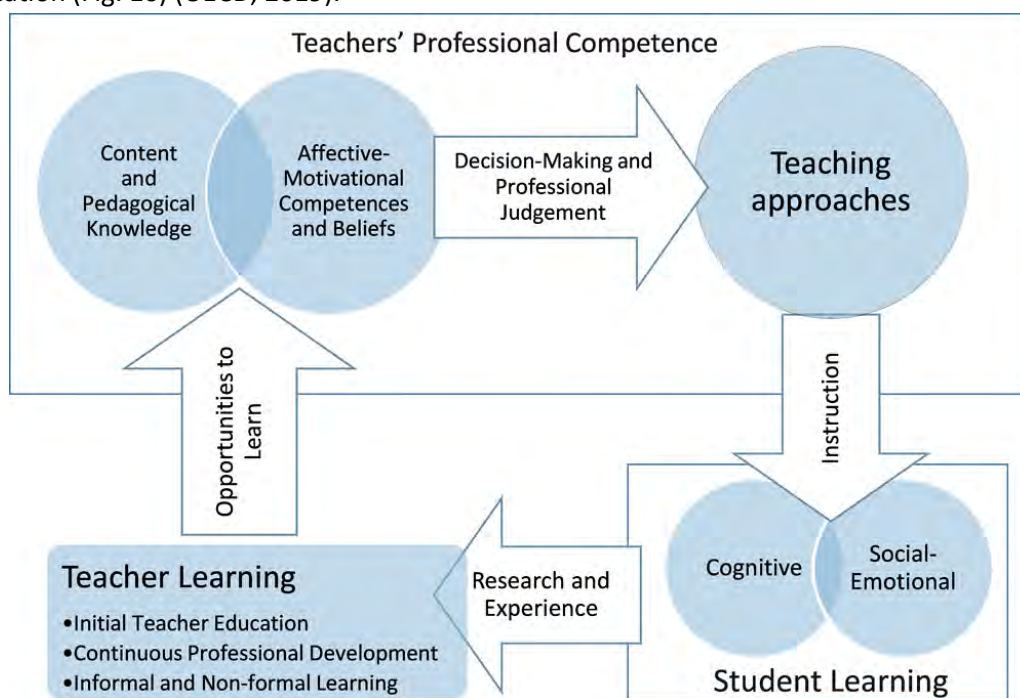 Teachers' Professional Competence
Content
and
Pedagogical
Knowledge
Affective-
Motivational
Competences
and Beliefs
Decision-Making and
Professional
Judgement
Teaching
approaches
Opportunities to
Learn
Instruction
Teacher Learning
•Initial Teacher Education
•Continuous Professional Development
•Informal and Non-formal Learning
Research and
Experience
Cognitive
Social-
Emotional
Student Learning